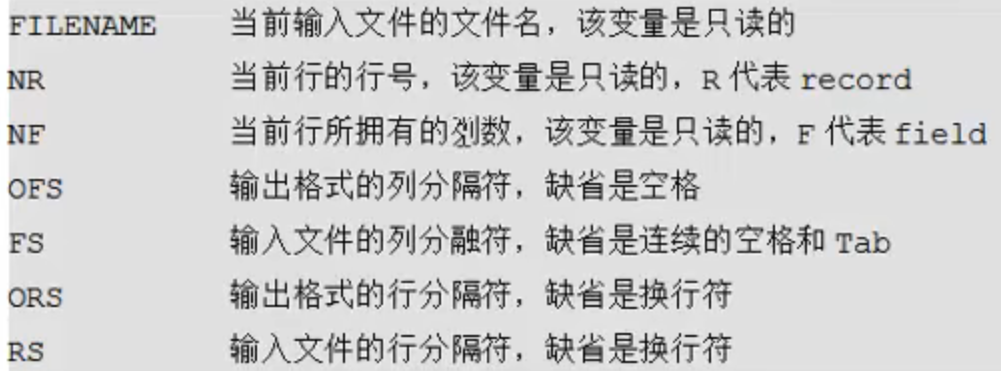 FILENAME 当前输入文件的文件名，该变量是只读的
NR 当前行的行号，该变量是只读的，R 代表 record
NF 当前行所拥有的列数，该变量是只读的，F 代表 field
OFS 输出格式的列分隔符，缺省是空格
FS 输入文件的列分融符，缺省是连续的空格和 Tab
ORS 输出格式的行分隔符，缺省是换行符
RS 输入文件的行分隔符，缺省是换行符